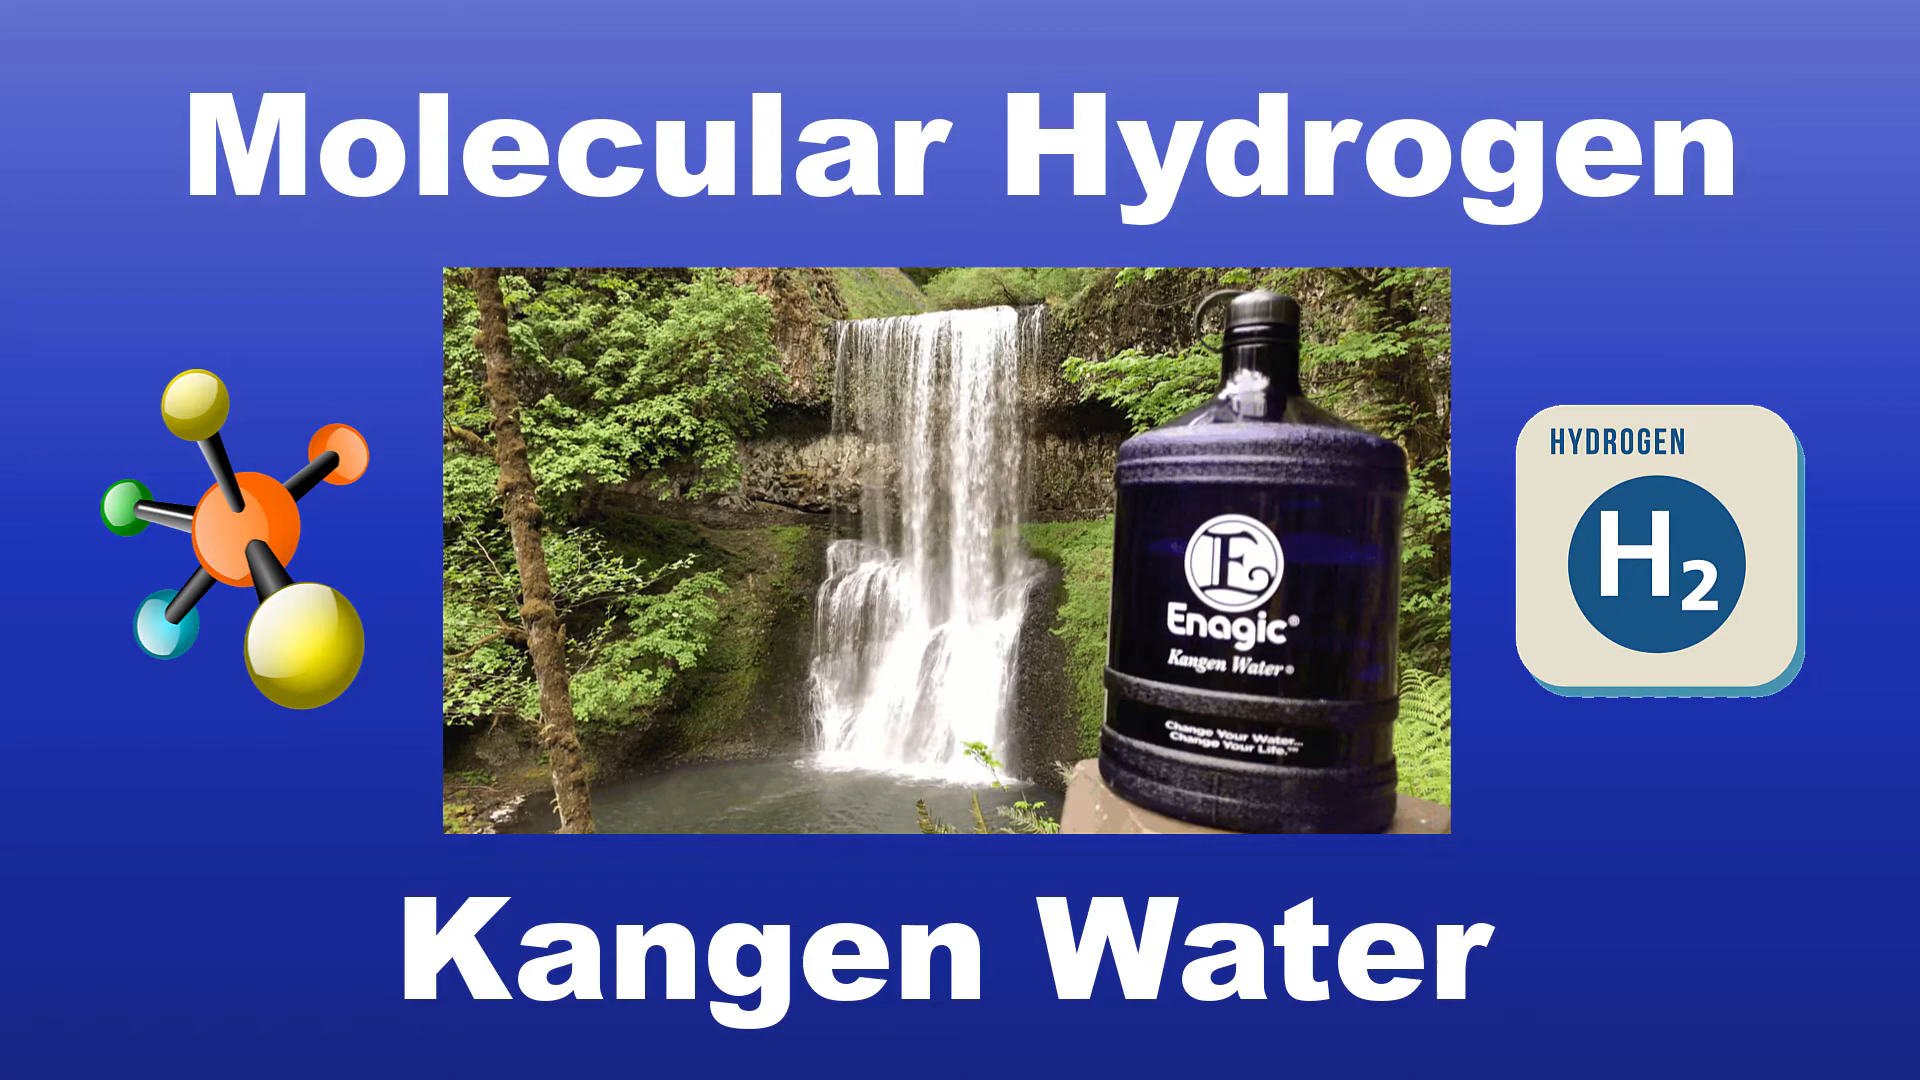 Molecular Hydrogen
HYDROGEN
H₂
E
Enagic®
Kangen Water®
Change Your Water...
Change Your Life.™
Kangen Water